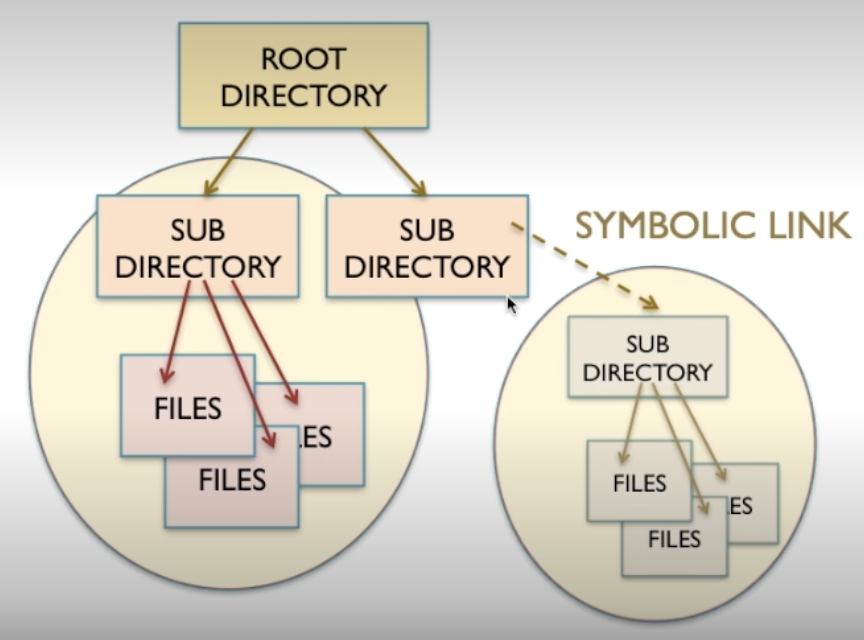 ROOT
DIRECTORY
SUB
DIRECTORY
SUB
DIRECTORY
SYMBOLIC LINK
FILES
LES
FILES
SUB
DIRECTORY
FILES
ES
FILES